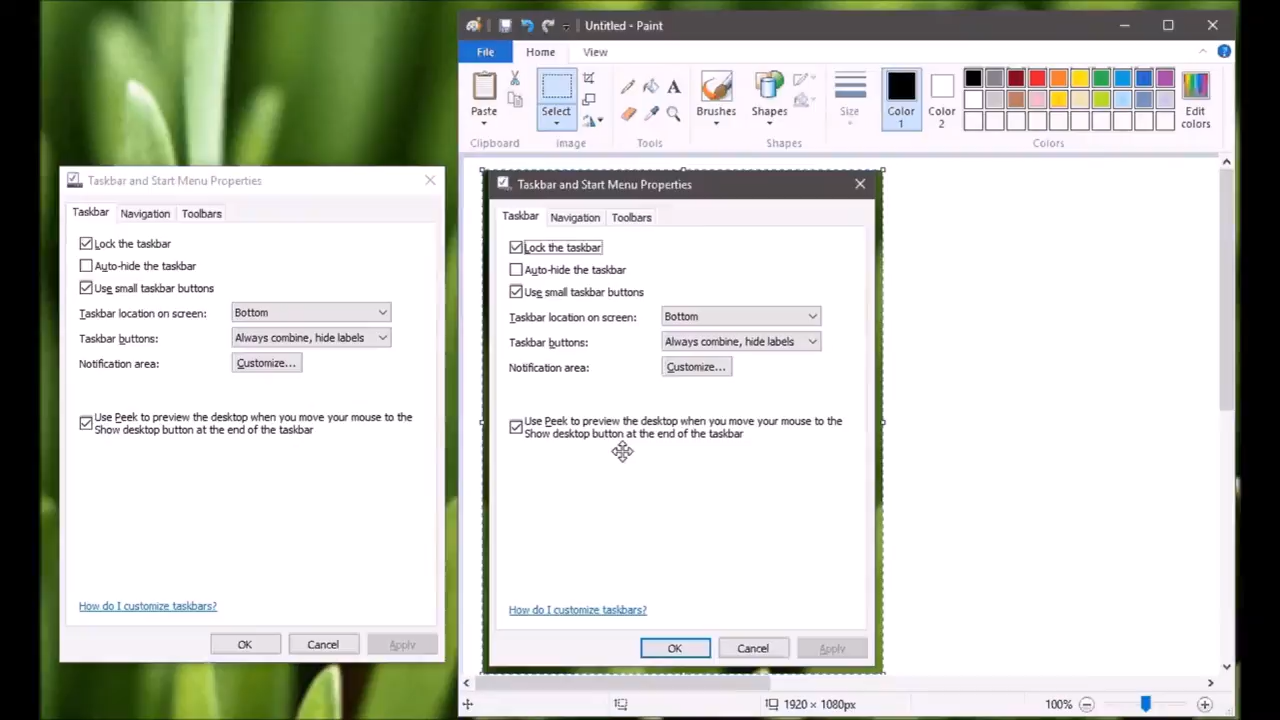 Untitled - Paint
File
Home
View
Paste
Select
Brushes
Shapes
Size
Color
1
Color
2
Edit
colors
Clipboard
Image
Tools
Shapes
Colors
Taskbar and Start Menu Properties
Taskbar
Navigation
Toolbars
Lock the taskbar
Auto-hide the taskbar
Use small taskbar buttons
Taskbar location on screen:
Bottom
Taskbar buttons:
Always combine, hide labels
Notification area:
Customize...
Use Peek to preview the desktop when you move your mouse to the
Show desktop button at the end of the taskbar
How do I customize taskbars?
OK
Cancel
Apply
Taskbar and Start Menu Properties
Taskbar
Navigation
Toolbars
Lock the taskbar
Auto-hide the taskbar
Use small taskbar buttons
Taskbar location on screen:
Bottom
Taskbar buttons:
Always combine, hide labels
Notification area:
Customize...
Use Peek to preview the desktop when you move your mouse to the
Show desktop button at the end of the taskbar
How do I customize taskbars?
OK
Cancel
Apply
1920 × 1080px
100%